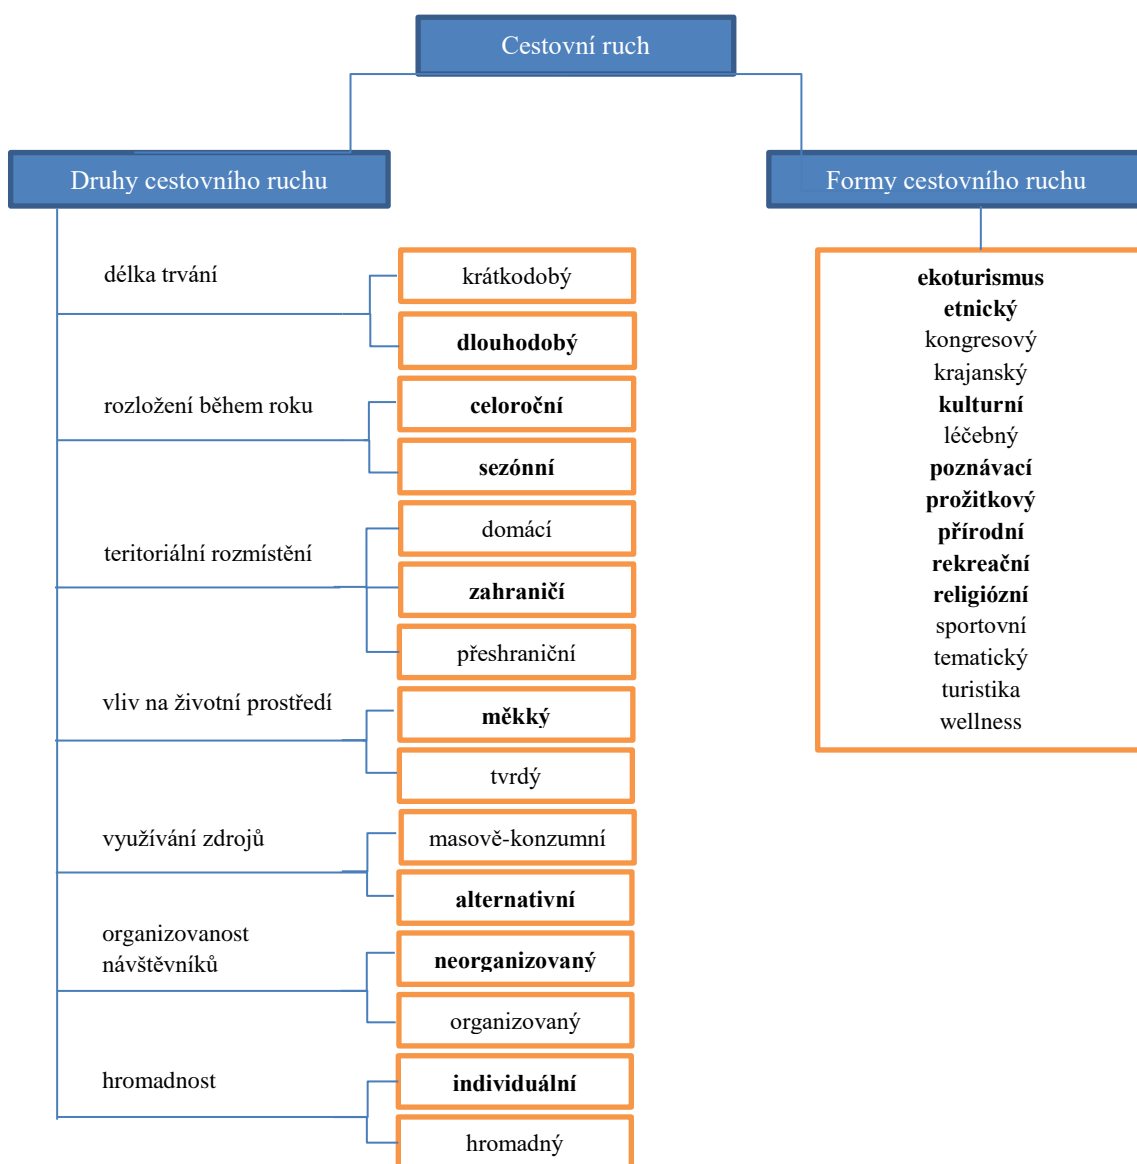 Cestovní ruch
Druhy cestovního ruchu
Formy cestovního ruchu
délka trvání
krátkodobý
dlouhodobý
rozložení během roku
celoroční
sezónní
teritoriální rozmístění
domácí
zahraničí
přeshraniční
vliv na životní prostředí
měkký
tvrdý
využívání zdrojů
masově-konzumní
alternativní
organizovanost
návštěvníků
neorganizovaný
organizovaný
hromadnost
individuální
hromadný
ekoturismus
etnický
kongresový
krajanský
kulturní
léčebný
poznávací
prožitkový
přírodní
rekreační
religiózní
sportovní
tematický
turistika
wellness